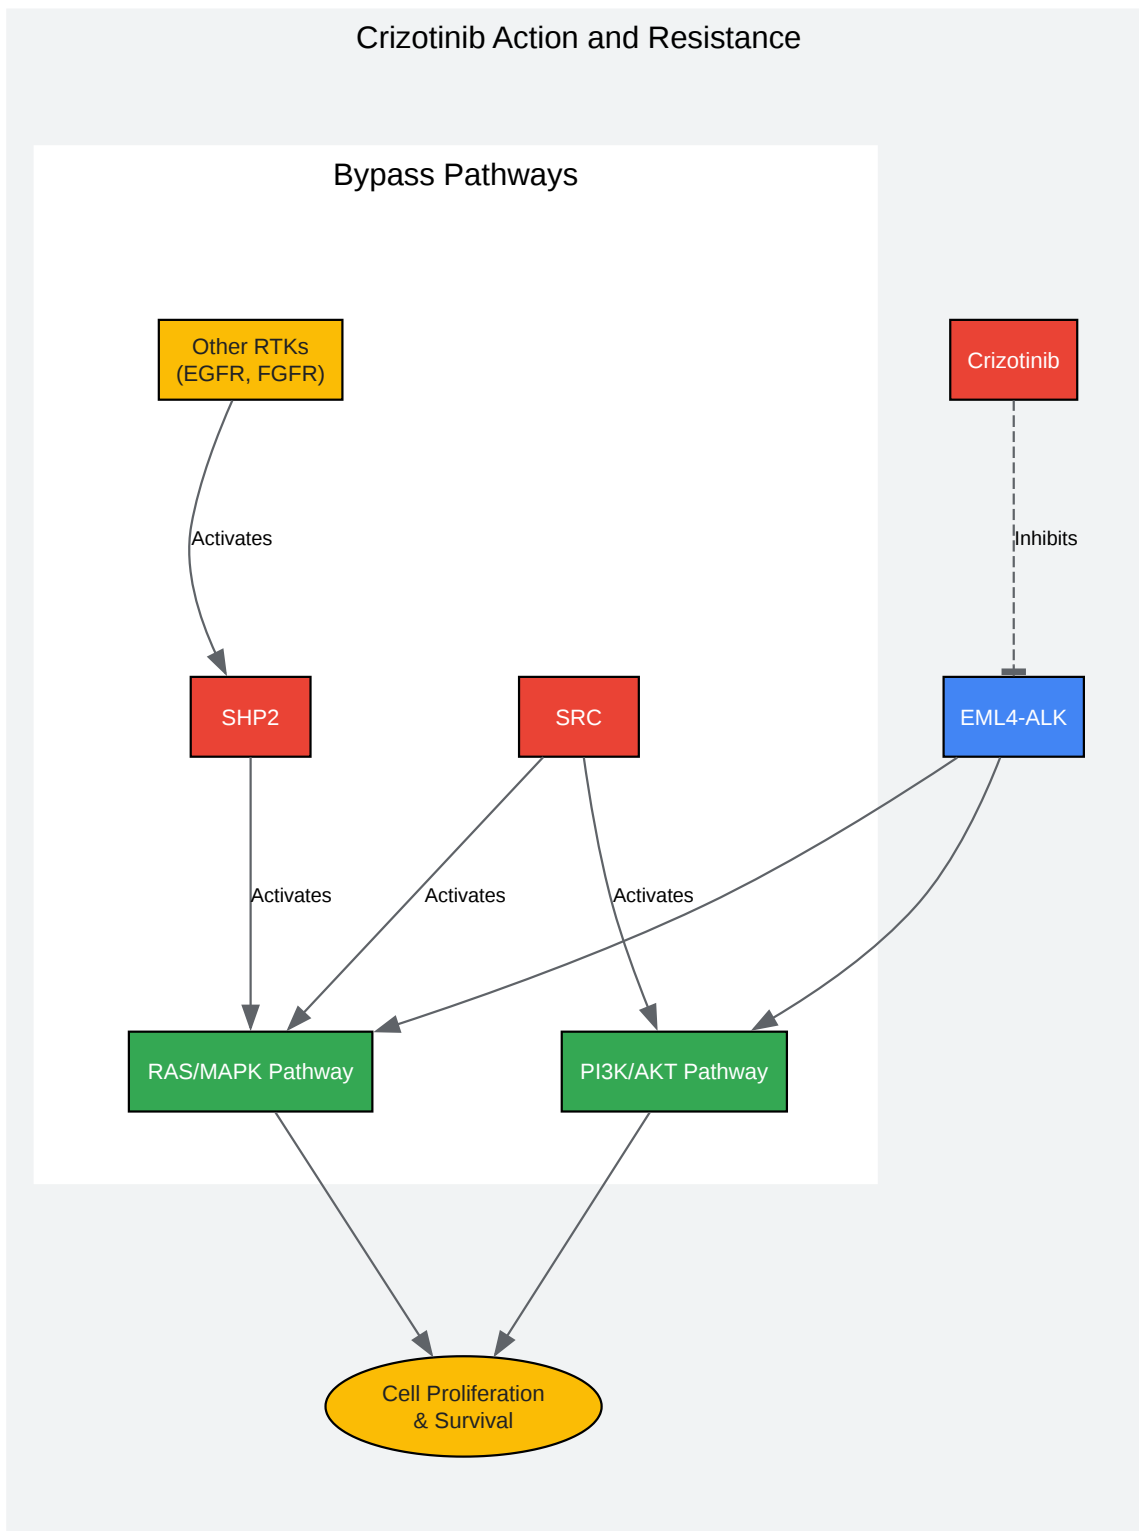 Crizotinib Action and Resistance
Bypass Pathways
Other RTKs
(EGFR, FGFR)
Crizotinib
Activates
Inhibits
SHP2
SRC
EML4-ALK
Activates
Activates
Activates
RAS/MAPK Pathway
PI3K/AKT Pathway
Cell Proliferation
& Survival